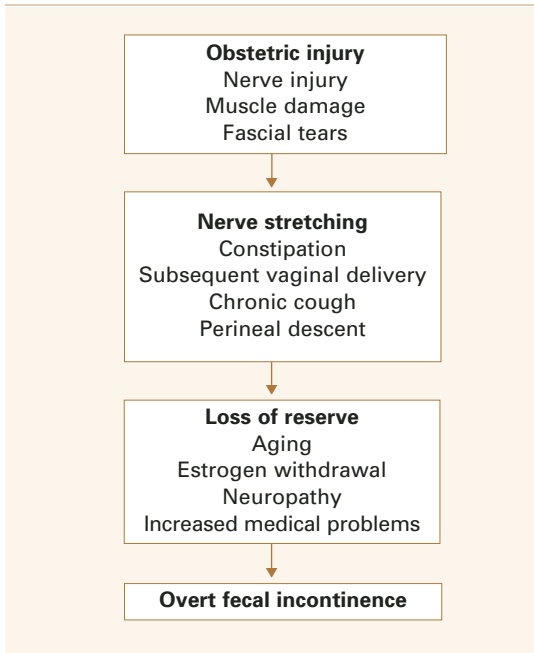 Obstetric injury
Nerve injury
Muscle damage
Fascial tears
Nerve stretching
Constipation
Subsequent vaginal delivery
Chronic cough
Perineal descent
Loss of reserve
Aging
Estrogen withdrawal
Neuropathy
Increased medical problems
Overt fecal incontinence